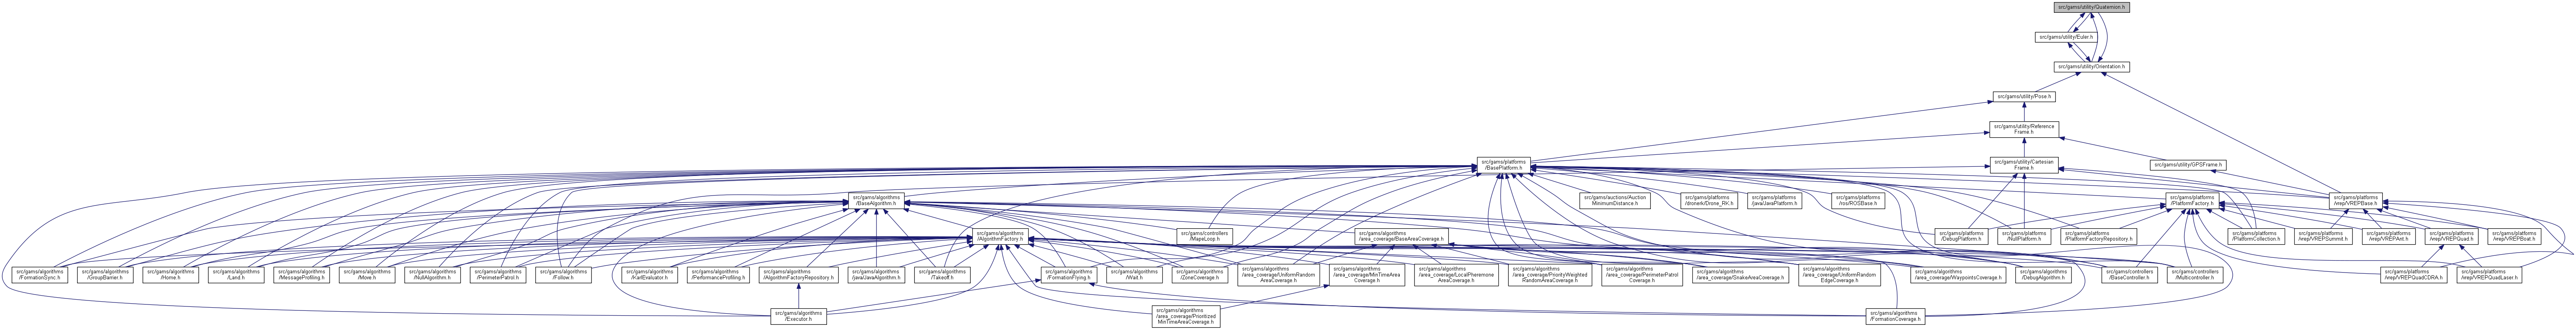 src/gams/utility/Quaternion.h
src/gams/utility/Euler.h
src/gams/utility/Orientation.h
src/gams/utility/Pose.h
src/gams/utility/Reference
Frame.h
src/gams/platforms
/BasePlatform.h
src/gams/utility/Cartesian
Frame.h
src/gams/utility/GPSFrame.h
src/gams/algorithms
/BaseAlgorithm.h
src/gams/auctions/Auction
MinimumDistance.h
src/gams/platforms
/dronerk/Drone_RK.h
src/gams/platforms
/java/JavaPlatform.h
src/gams/platforms
/ros/ROSBase.h
src/gams/platforms
/PlatformFactory.h
src/gams/platforms
/vrep/VREPBase.h
src/gams/algorithms
/AlgorithmFactory.h
src/gams/controllers
/MapeLoop.h
src/gams/algorithms
/area_coverage/BaseAreaCoverage.h
src/gams/platforms
/DebugPlatform.h
src/gams/platforms
/NullPlatform.h
src/gams/platforms
/PlatformFactoryRepository.h
src/gams/platforms
/PlatformCollection.h
src/gams/platforms
/vrep/VREPSummit.h
src/gams/platforms
/vrep/VREPAnt.h
src/gams/platforms
/vrep/VREPQuad.h
src/gams/platforms
/vrep/VREPBoat.h
src/gams/algorithms
/FormationSync.h
src/gams/algorithms
/GroupBarrier.h
src/gams/algorithms
/Home.h
src/gams/algorithms
/Land.h
src/gams/algorithms
/MessageProfiling.h
src/gams/algorithms
/Move.h
src/gams/algorithms
/NullAlgorithm.h
src/gams/algorithms
/PerimeterPatrol.h
src/gams/algorithms
/Follow.h
src/gams/algorithms
/KarlEvaluator.h
src/gams/algorithms
/PerformanceProfiling.h
src/gams/algorithms
/AlgorithmFactoryRepository.h
src/gams/algorithms
/java/JavaAlgorithm.h
src/gams/algorithms
/Takeoff.h
src/gams/algorithms
/FormationFlying.h
src/gams/algorithms
/Wait.h
src/gams/algorithms
/ZoneCoverage.h
src/gams/algorithms
/area_coverage/UniformRandom
AreaCoverage.h
src/gams/algorithms
/area_coverage/MinTimeArea
Coverage.h
src/gams/algorithms
/area_coverage/LocalPheremone
AreaCoverage.h
src/gams/algorithms
/area_coverage/PriorityWeighted
RandomAreaCoverage.h
src/gams/algorithms
/area_coverage/PerimeterPatrol
Coverage.h
src/gams/algorithms
/area_coverage/SnakeAreaCoverage.h
src/gams/algorithms
/area_coverage/UniformRandom
EdgeCoverage.h
src/gams/algorithms
/area_coverage/WaypointsCoverage.h
src/gams/algorithms
/DebugAlgorithm.h
src/gams/controllers
/BaseController.h
src/gams/controllers
/Multicontroller.h
src/gams/platforms
/vrep/VREPQuadCDRA.h
src/gams/platforms
/vrep/VREPQuadLaser.h
src/gams/algorithms
/Executor.h
src/gams/algorithms
/area_coverage/Prioritized
MinTimeAreaCoverage.h
src/gams/algorithms
/FormationCoverage.h